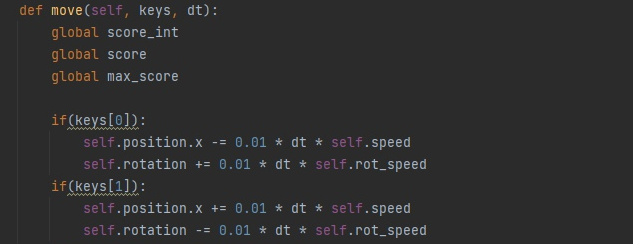 def move(self, keys, dt):
    global score_int
    global score
    global max_score
    if(keys[0]):
        self.position.x -= 0.01 * dt * self.speed
        self.rotation += 0.01 * dt * self.rot_speed
    if(keys[1]):
        self.position.x += 0.01 * dt * self.speed
        self.rotation -= 0.01 * dt * self.rot_speed